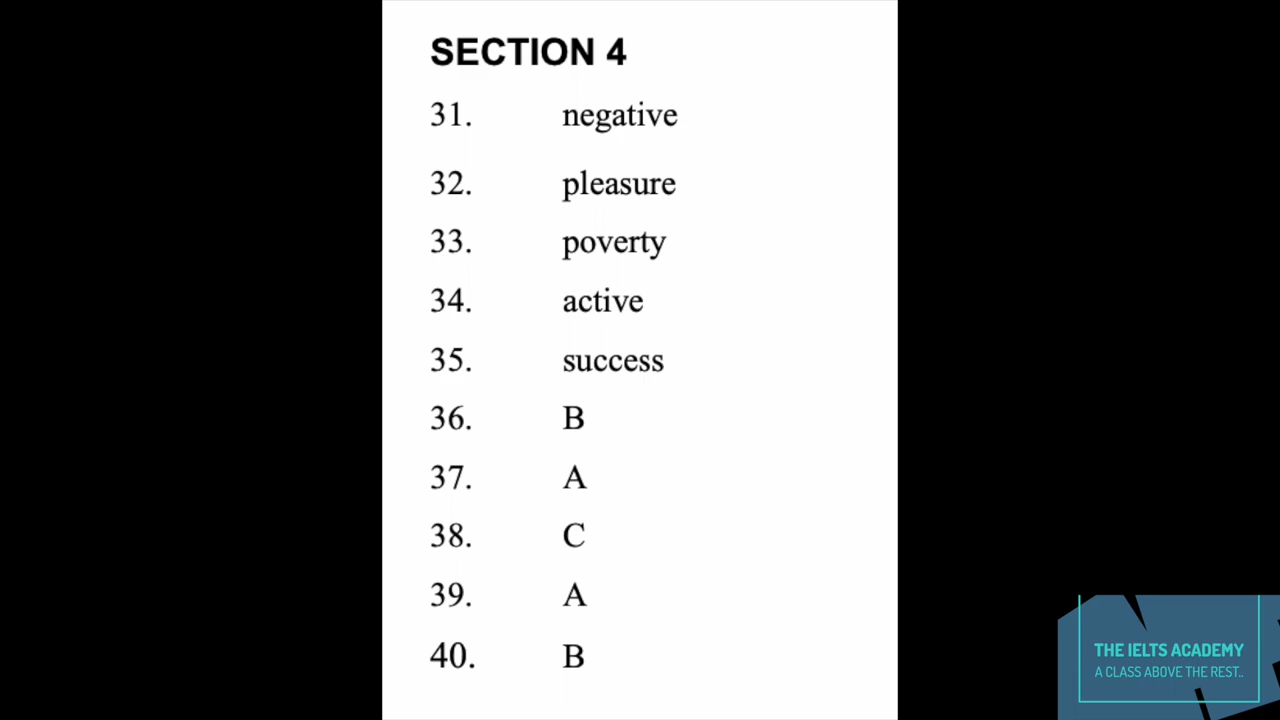 SECTION 4
31. negative
32. pleasure
33. poverty
34. active
35. success
36. B
37. A
38. C
39. A
40. B
THE IELTS ACADEMY
A CLASS ABOVE THE REST..